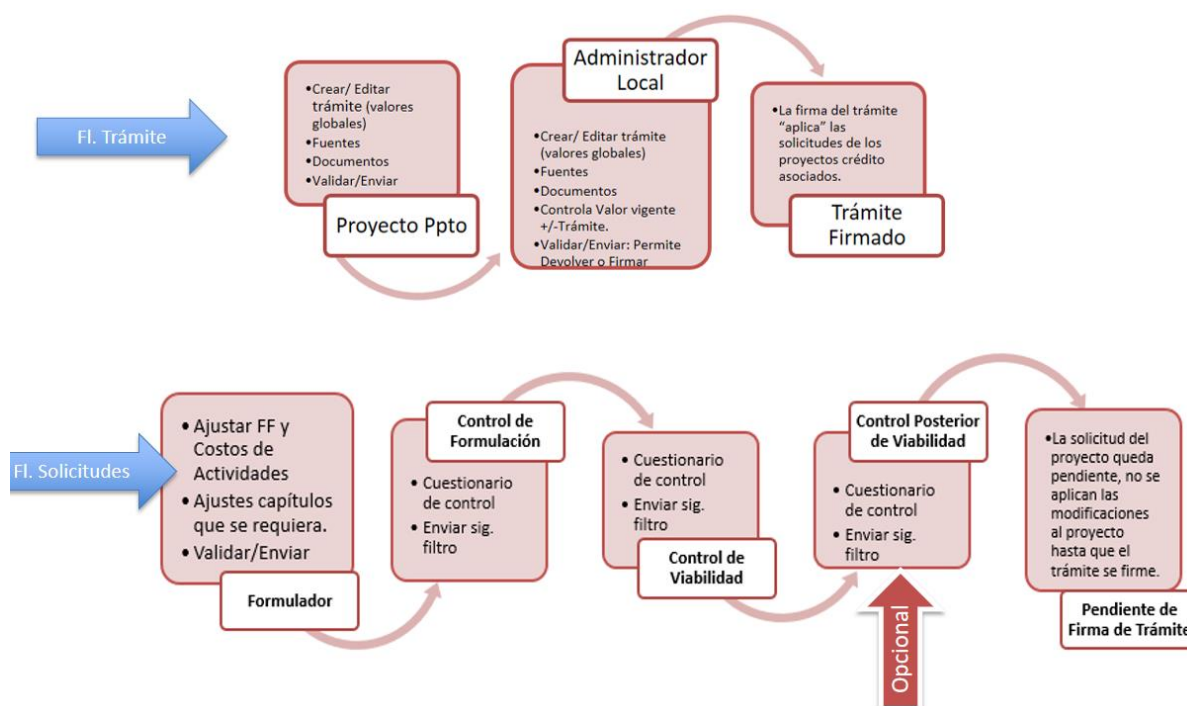 Fl. Trámite
•Crear/ Editar
trámite (valores
globales)
•Fuentes
•Documentos
•Validar/Enviar
Proyecto Ppto
Administrador
Local
•Crear/ Editar trámite
(valores globales)
•Fuentes
•Documentos
•Controla Valor vigente
+/-Trámite.
•Validar/Enviar: Permite
Devolver o Firmar
•La firma del trámite
“aplica” las
solicitudes de los
proyectos crédito
asociados.
Trámite
Firmado
Fl. Solicitudes
• Ajustar FF y
Costos de
Actividades
• Ajustes capítulos
que se requiera.
• Validar/Enviar
Formulador
Control de
Formulación
• Cuestionario
de control
• Enviar sig.
filtro
• Cuestionario
de control
• Enviar sig.
filtro
Control de
Viabilidad
Control Posterior
de Viabilidad
• Cuestionario
de control
• Enviar sig.
filtro
Opcional
•La solicitud del
proyecto queda
pendiente, no se
aplican las
modificaciones
al proyecto
hasta que el
trámite se firme.
Pendiente de
Firma de Trámite